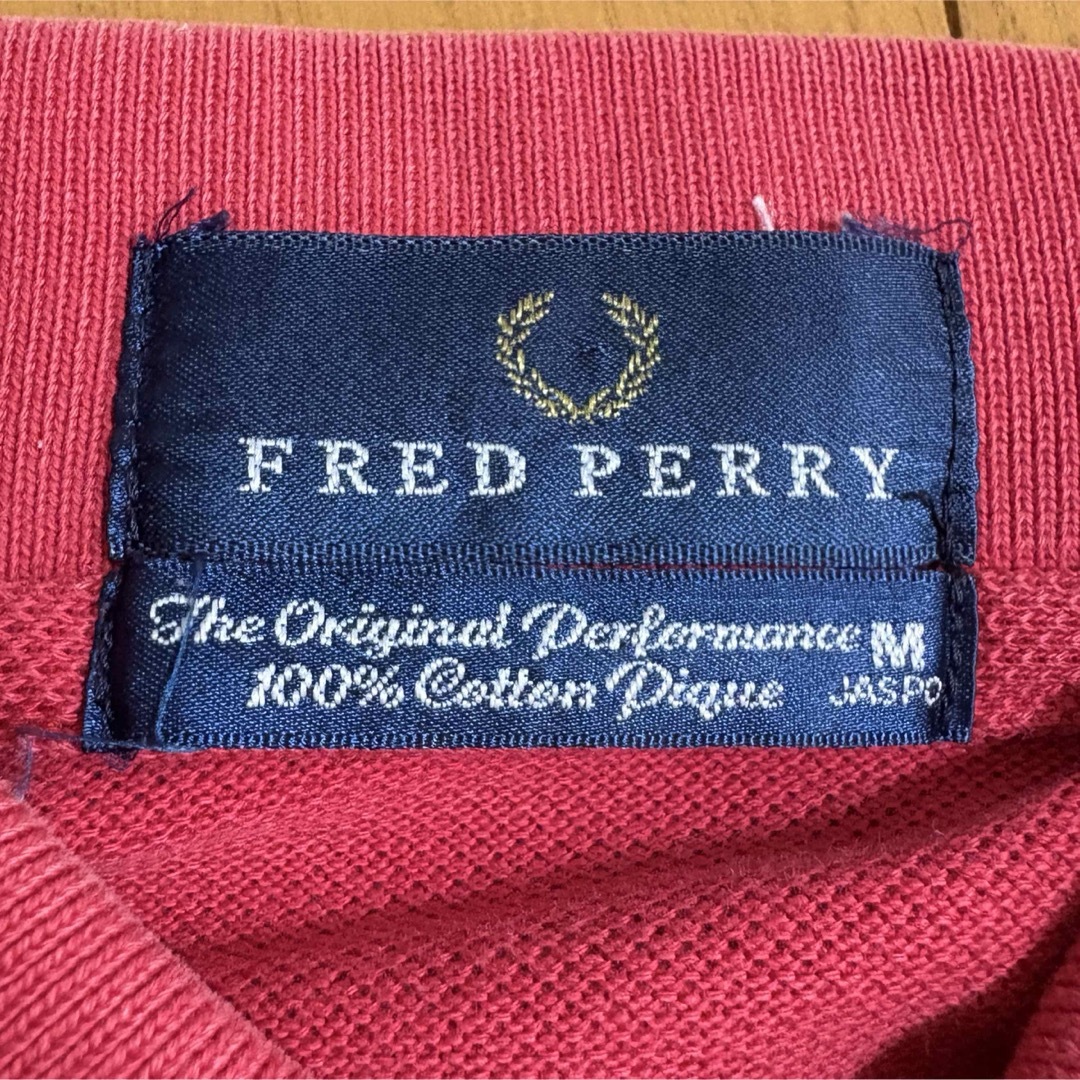 FRED PERRY
The Original Performance M
100% Cotton Pique JASPO